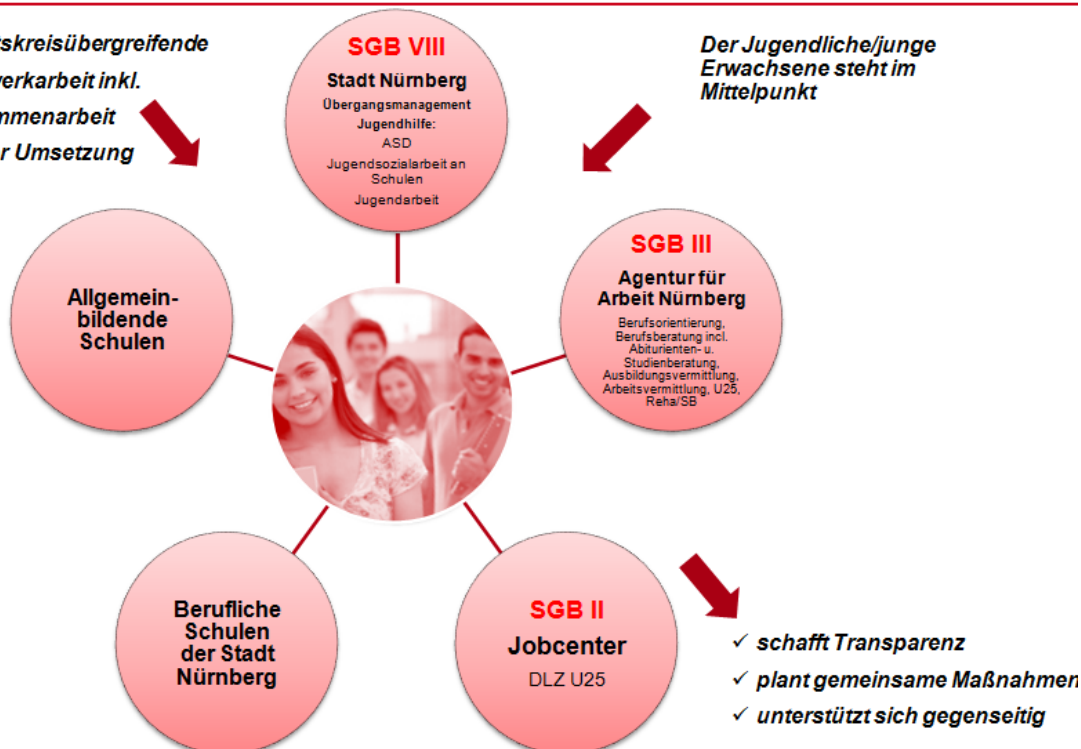 SGB VIII
Stadt Nürnberg
Übergangsmanagement
Jugendhilfe:
ASD
Jugendsozialarbeit an
Schulen
Jugendarbeit
Der Jugendliche/junge
Erwachsene steht im
Mittelpunkt
inkl.
Umsetzung
Allgemein-
bildende
Schulen
SGB III
Agentur für
Arbeit Nürnberg
Berufsorientierung,
Berufsberatung incl.
Abiturienten- u.
Studienberatung,
Ausbildungsvermittlung,
Arbeitsvermittlung, U25,
Reha/SB
Berufliche
Schulen
der Stadt
Nürnberg
SGB II
Jobcenter
DLZ U25
✓ schafft Transparenz
✓ plant gemeinsame Maßnahmen
✓ unterstützt sich gegenseitig